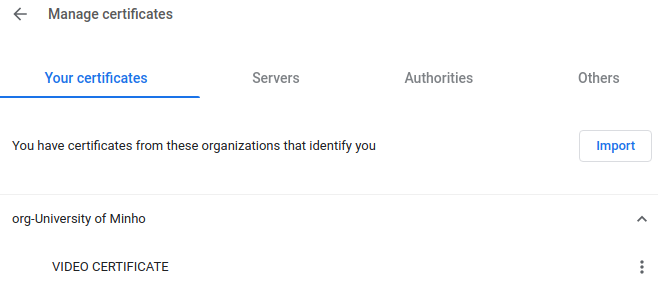 Manage certificates
Your certificates Servers Authorities Others
You have certificates from these organizations that identify you Import
org-University of Minho
VIDEO CERTIFICATE